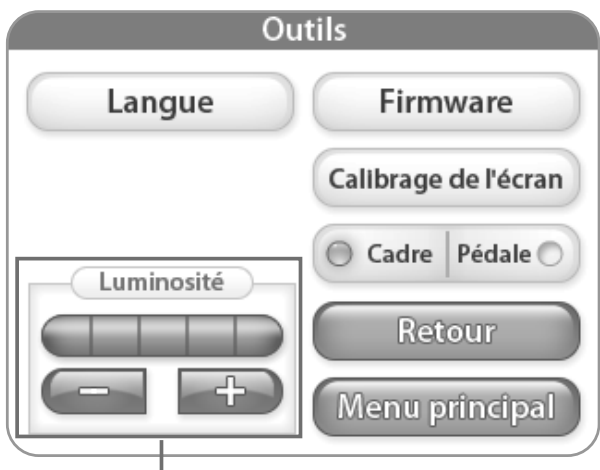 Outils
Langue
Firmware
Calibrage de l'écran
Cadre Pédale
Luminosité
− +
Retour
Menu principal